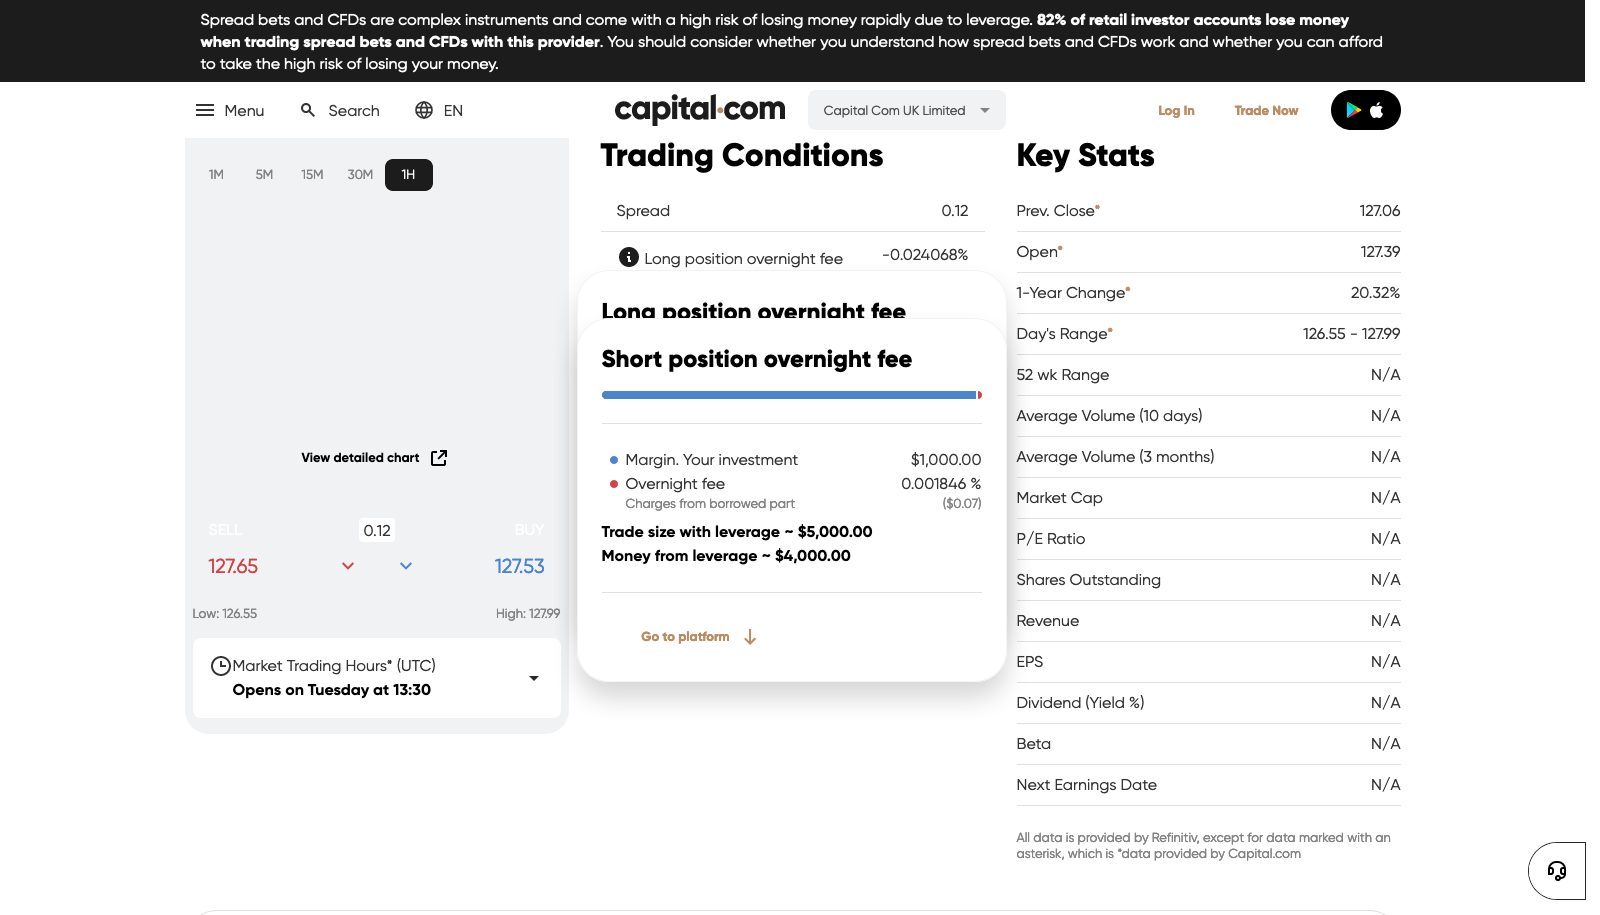 Spread bets and CFDs are complex instruments and come with a high risk of losing money rapidly due to leverage. 82% of retail investor accounts lose money
when trading spread bets and CFDs with this provider. You should consider whether you understand how spread bets and CFDs work and whether you can afford
to take the high risk of losing your money.
Menu
Search
EN
capital.com
Capital Com UK Limited
Log In
Trade Now
1M 5M 15M 30M 1H
View detailed chart
SELL
0.12
BUY
127.65
127.53
Low: 126.55
High: 127.99
Market Trading Hours* (UTC)
Opens on Tuesday at 13:30
Trading Conditions
Spread 0.12
Long position overnight fee -0.024068%
Long position overnight fee
Short position overnight fee
Margin. Your investment $1,000.00
Overnight fee 0.001846 %
Charges from borrowed part ($0.07)
Trade size with leverage ~ $5,000.00
Money from leverage ~ $4,000.00
Go to platform
Key Stats
Prev. Close* 127.06
Open* 127.39
1-Year Change* 20.32%
Day's Range* 126.55 - 127.99
52 wk Range N/A
Average Volume (10 days) N/A
Average Volume (3 months) N/A
Market Cap N/A
P/E Ratio N/A
Shares Outstanding N/A
Revenue N/A
EPS N/A
Dividend (Yield %) N/A
Beta N/A
Next Earnings Date N/A
All data is provided by Refinitiv, except for data marked with an
asterisk, which is *data provided by Capital.com